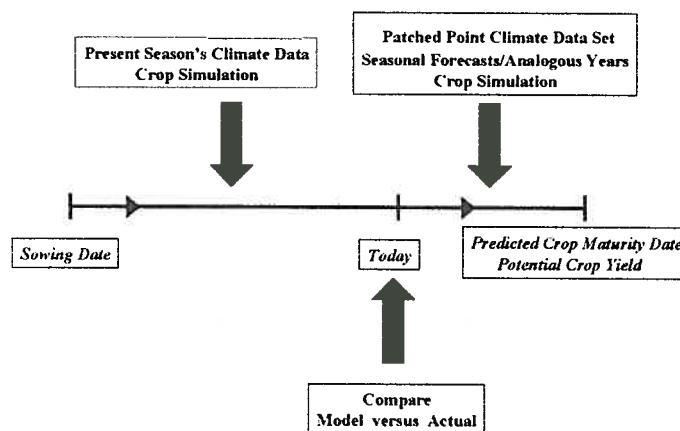 Present Season's Climate Data
Crop Simulation
Patched Point Climate Data Set
Seasonal Forecasts/Analogous Years
Crop Simulation
Sowing Date
Today
Predicted Crop Maturity Date
Potential Crop Yield
Compare
Model versus Actual